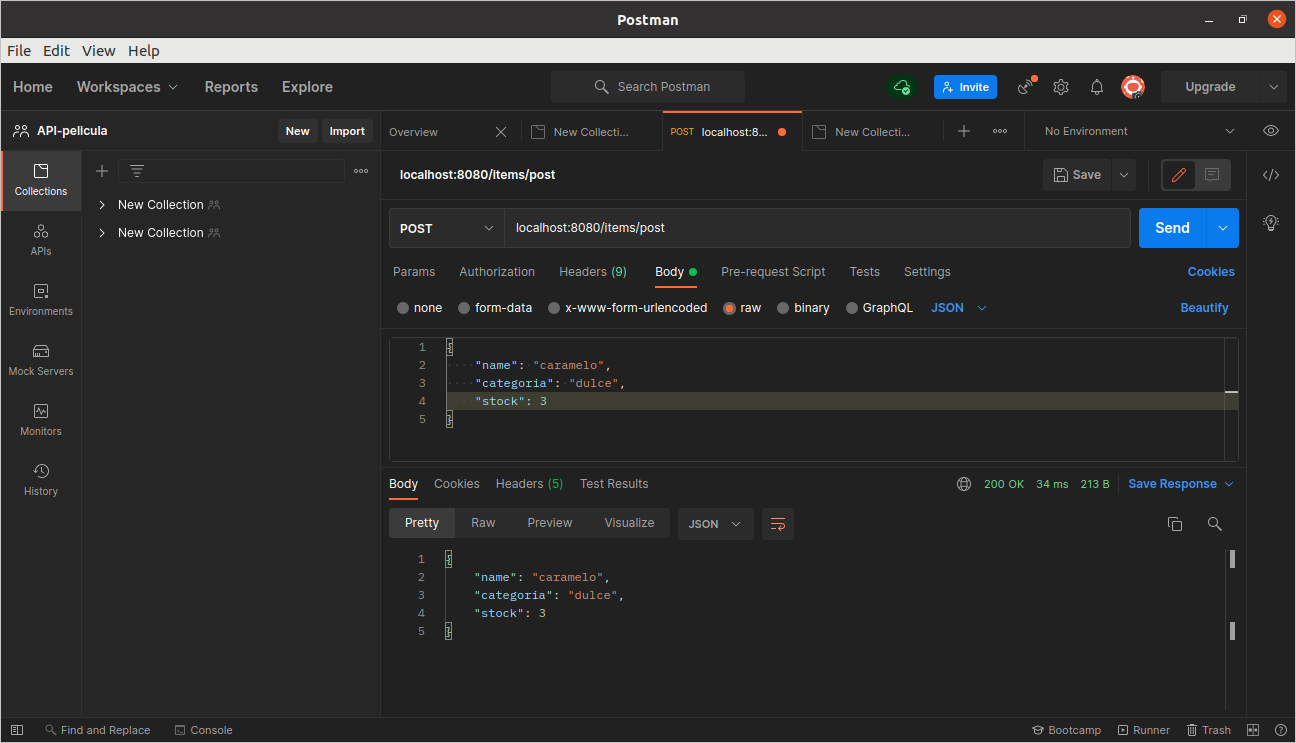 Postman
File Edit View Help
Home Workspaces Reports Explore Search Postman Invite Upgrade
API-pelicula New Import Overview New Collecti... POST localhost:8... New Collecti... No Environment
Collections
APIs
Environments
Mock Servers
Monitors
History
New Collection
New Collection
localhost:8080/items/post Save
POST localhost:8080/items/post Send
Params Authorization Headers (9) Body Pre-request Script Tests Settings Cookies
none form-data x-www-form-urlencoded raw binary GraphQL JSON Beautify
1 {
2 "name": "caramelo",
3 "categoria": "dulce",
4 "stock": 3
5 }
Body Cookies Headers (5) Test Results 200 OK 34 ms 213 B Save Response
Pretty Raw Preview Visualize JSON
1 {
2 "name": "caramelo",
3 "categoria": "dulce",
4 "stock": 3
5 }
Find and Replace Console Bootcamp Runner Trash